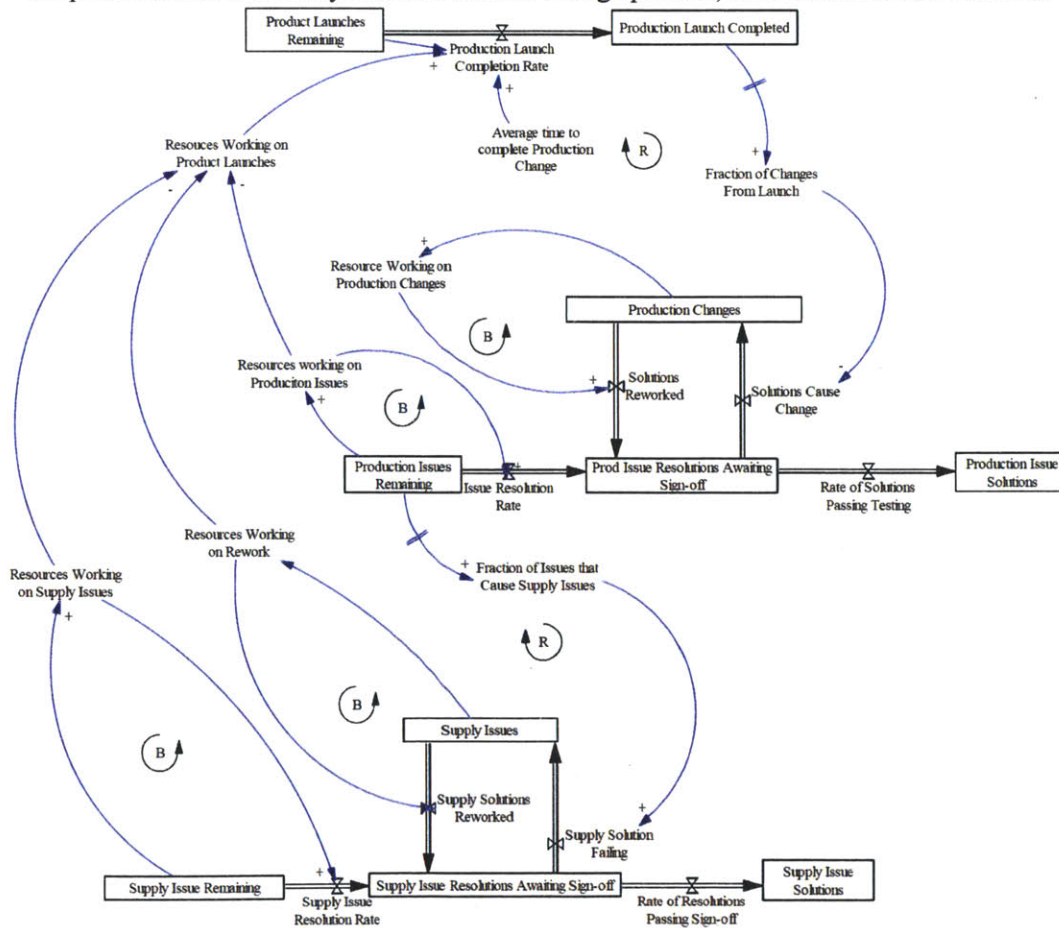 Product Launches
Remaining
Production Launch Completed
Production Launch
Completion Rate
+
+
Average time to
complete Production
Change
R
Resouces Working on
Product Launches
-
-
-
+
Fraction of Changes
From Launch
+
Resource Working on
Production Changes
Production Changes
B
Resources working on
Produciton Issues
+
B
+
Solutions
Reworked
Solutions Cause
Change
-
Production Issues
Remaining
+
Issue Resolution
Rate
Prod Issue Resolutions Awaiting
Sign-off
Rate of Solutions
Passing Testing
Production Issue
Solutions
Resources Working
on Rework
+
Fraction of Issues that
Cause Supply Issues
Resources Working
on Supply Issues
+
R
B
Supply Issues
B
Supply Solutions
Reworked
+
Supply Solution
Failing
Supply Issue Remaining
+
Supply Issue
Resolution Rate
Supply Issue Resolutions Awaiting Sign-off
Rate of Resolutions
Passing Sign-off
Supply Issue
Solutions